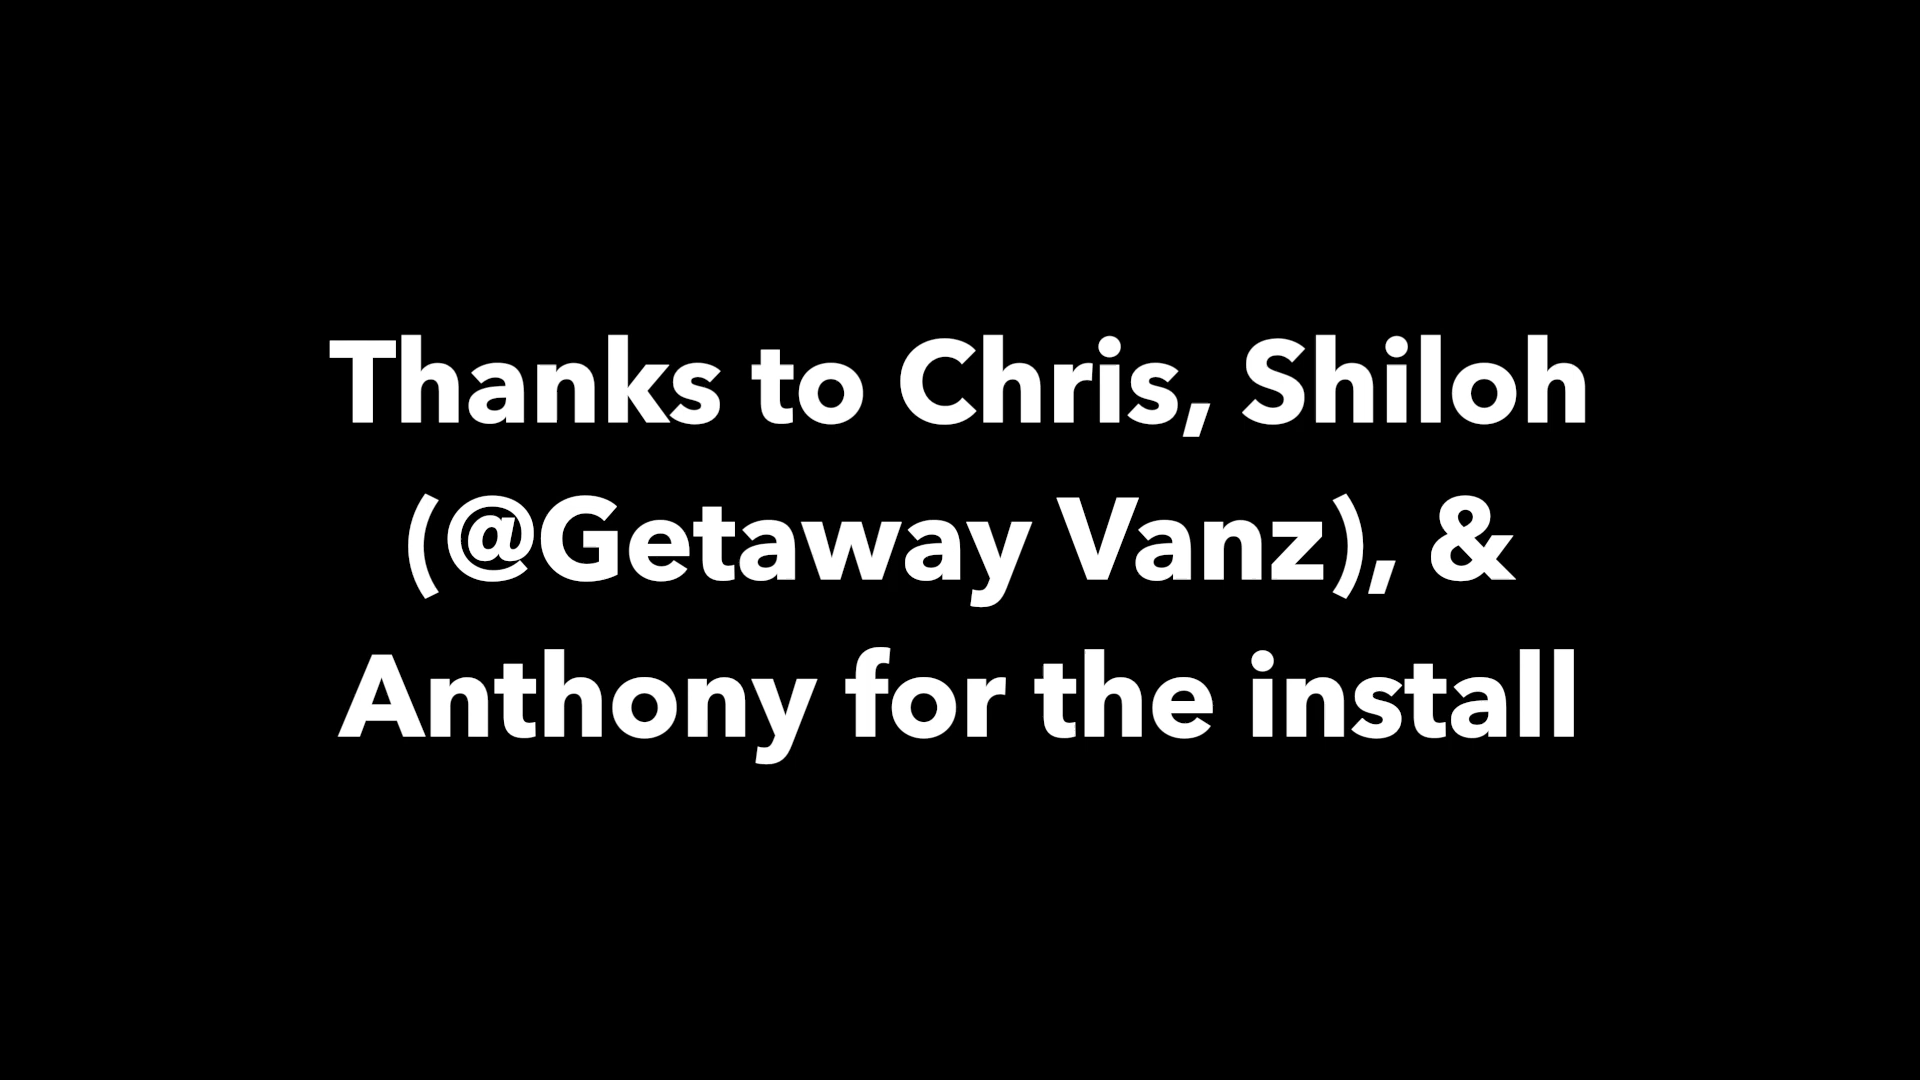 Thanks to Chris, Shiloh
(@Getaway Vanz), &
Anthony for the install